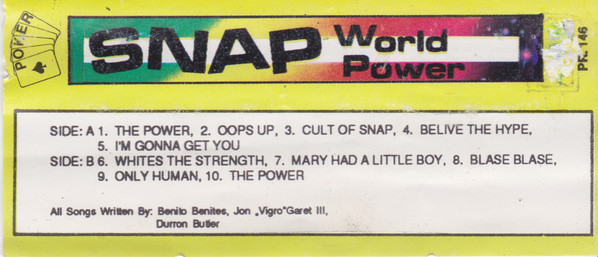 POKER
SNAP World
Power
PR. 146
SIDE: A 1. THE POWER, 2. OOPS UP, 3. CULT OF SNAP, 4. BELIVE THE HYPE,
5. I'M GONNA GET YOU
SIDE: B 6. WHITES THE STRENGTH, 7. MARY HAD A LITTLE BOY, 8. BLASE BLASE,
9. ONLY HUMAN, 10. THE POWER
All Songs Written By: Benito Benites, Jon „Vigro"Garet III,
Durron Butler